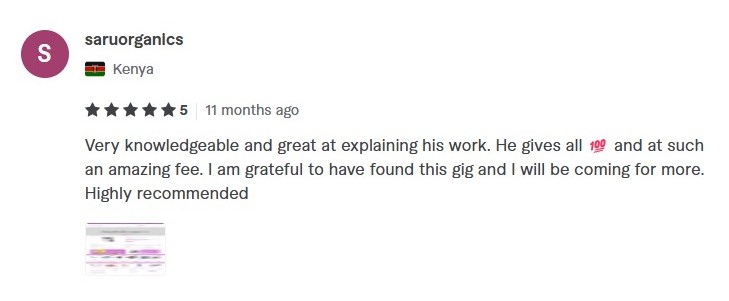 S
saruorganics
Kenya
★★★★★ 5 | 11 months ago
Very knowledgeable and great at explaining his work. He gives all 💯 and at such
an amazing fee. I am grateful to have found this gig and I will be coming for more.
Highly recommended